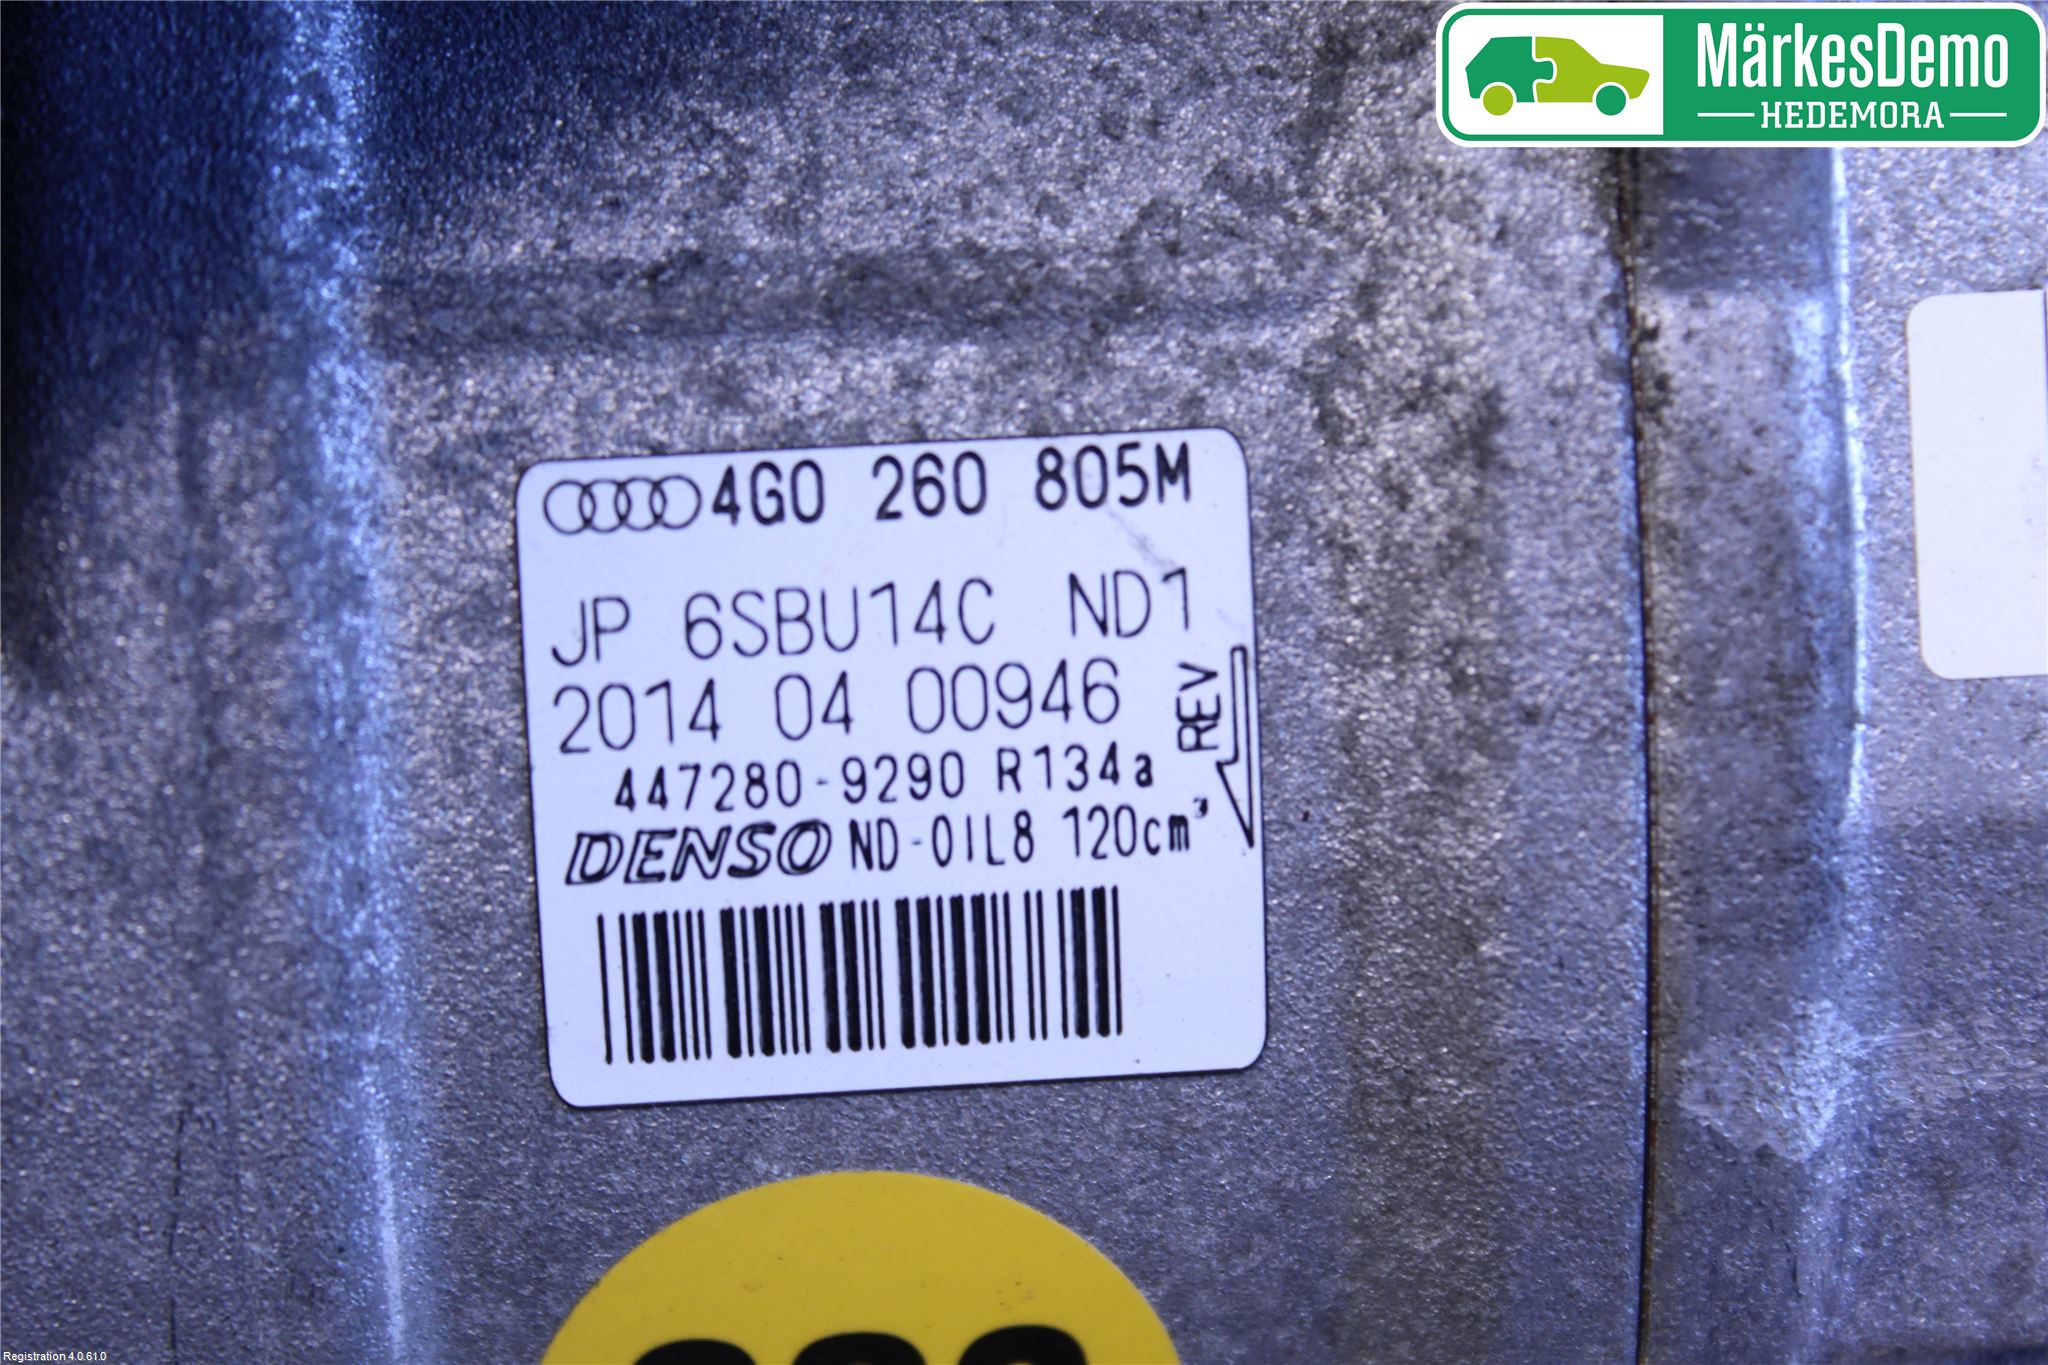 MärkesDemo
HEDEMORA
4G0 260 805M
JP 6SBU14C ND1
2014 04 00946
REV
447280-9290 R134a
DENSO ND-OIL8 120cm³
Registration 4.0.61.0